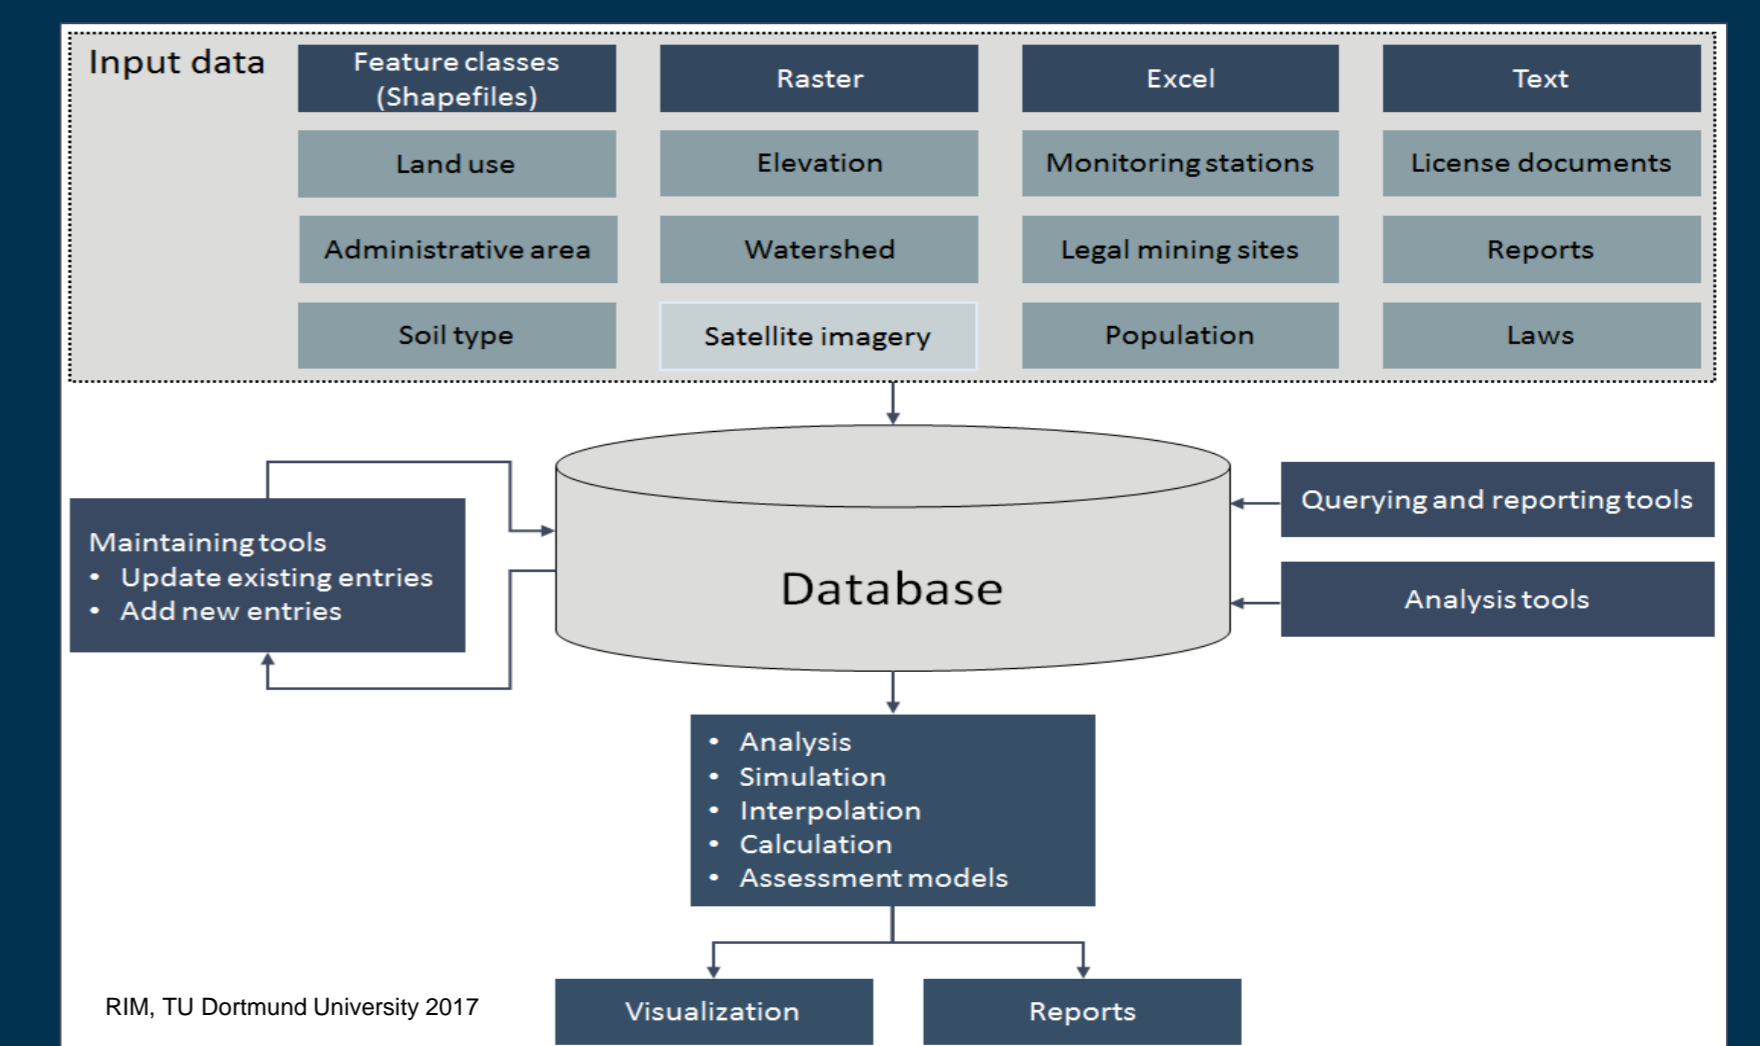 Input data
Feature classes
(Shapefiles)
Raster
Excel
Text
Land use
Elevation
Monitoring stations
License documents
Administrative area
Watershed
Legal mining sites
Reports
Soil type
Satellite imagery
Population
Laws
Maintaining tools
• Update existing entries
• Add new entries
Database
Querying and reporting tools
Analysis tools
• Analysis
• Simulation
• Interpolation
• Calculation
• Assessment models
Visualization
Reports
RIM, TU Dortmund University 2017